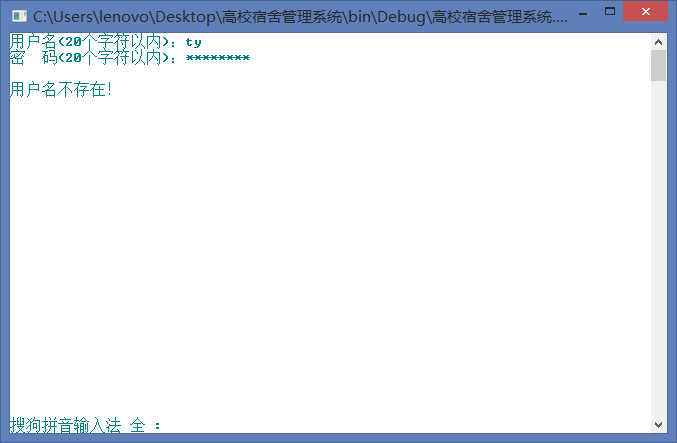 C:\Users\lenovo\Desktop\高校宿舍管理系统\bin\Debug\高校宿舍管理系统....
用户名(20个字符以内): ty
密  码(20个字符以内): ********
用户名不存在!
搜狗拼音输入法 全 :